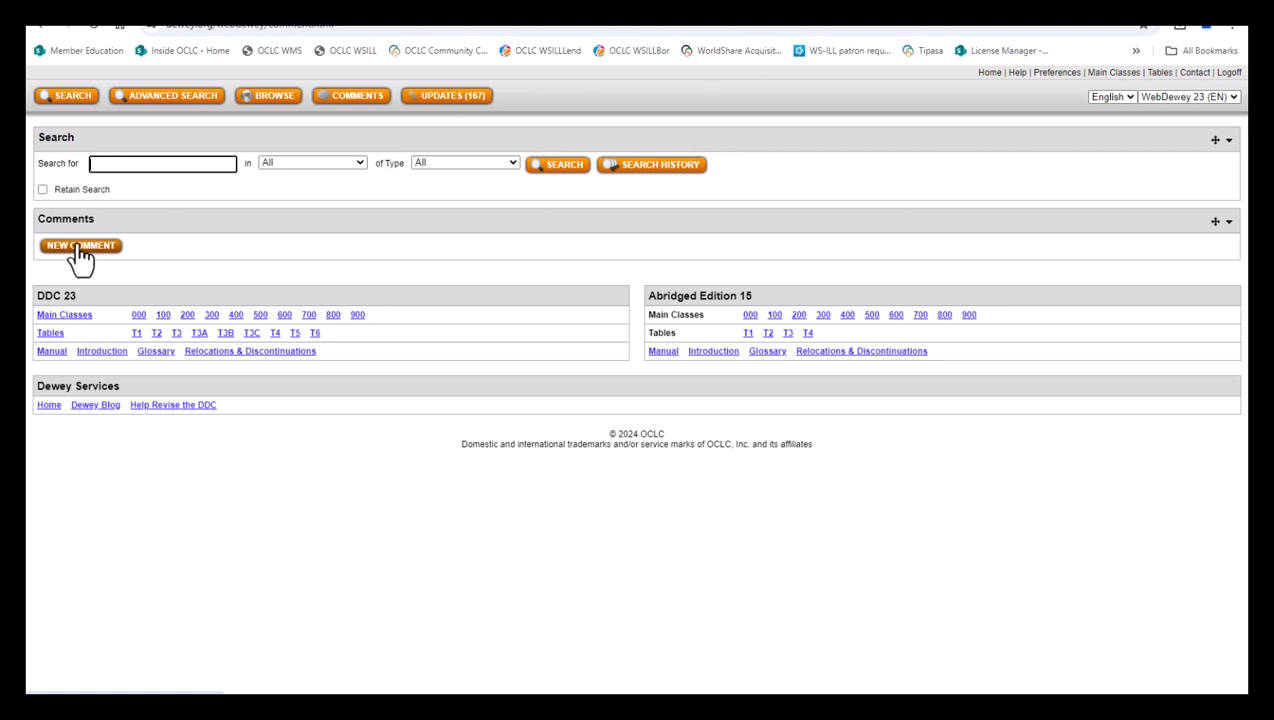 Member Education Inside OCLC - Home OCLC WMS OCLC WSILL OCLC Community C... OCLC WSILLLend OCLC WSILLBor WorldShare Acquisit... WS-ILL patron requ... Tipasa License Manager -... » All Bookmarks
Home | Help | Preferences | Main Classes | Tables | Contact | Logoff
SEARCH ADVANCED SEARCH BROWSE COMMENTS UPDATES (167) English WebDewey 23 (EN)
Search
Search for in All of Type All SEARCH SEARCH HISTORY
Retain Search
Comments
NEW COMMENT
DDC 23
Main Classes 000 100 200 300 400 500 600 700 800 900
Tables T1 T2 T3 T3A T3B T3C T4 T5 T6
Manual Introduction Glossary Relocations & Discontinuations
Abridged Edition 15
Main Classes 000 100 200 300 400 500 600 700 800 900
Tables T1 T2 T3 T4
Manual Introduction Glossary Relocations & Discontinuations
Dewey Services
Home Dewey Blog Help Revise the DDC
© 2024 OCLC
Domestic and international trademarks and/or service marks of OCLC, Inc. and its affiliates